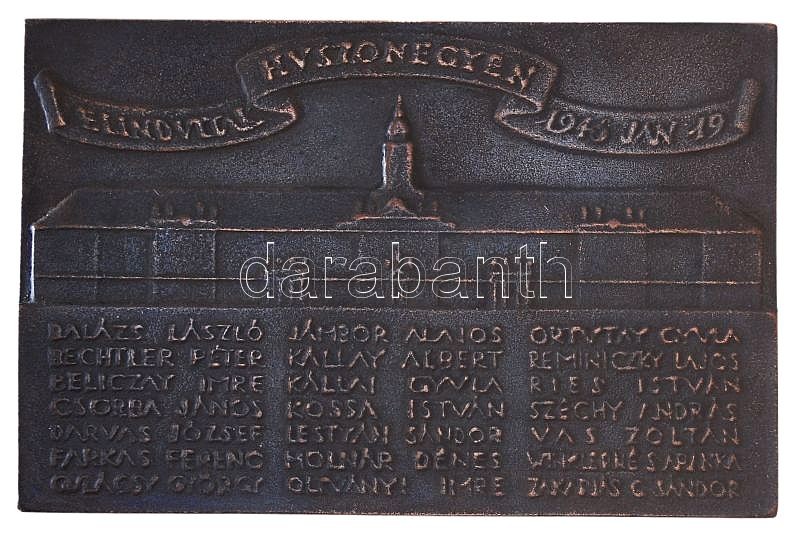 HUSZONEGYEN
ELINDULTAK
1945 JAN 19
darabanth
BALÁZS LÁSZLÓ JÁMBOR ALAJOS ORTUTAY GYULA
BECHTLER PÉTER KÁLLAY ALBERT REMINICZKY LAJOS
BELICZAY IMRE KÁLLAI GYULA RIES ISTVÁN
CSORBA JÁNOS KOSSA ISTVÁN SZÉCHY ANDRÁS
DARVAS JÓZSEF LESTYÁN SÁNDOR VAS ZOLTÁN
FARKAS FERENC MOLNÁR DÉNES
GULÁCSY GYÖRGY OLTVÁNYI IMRE SÁNDOR